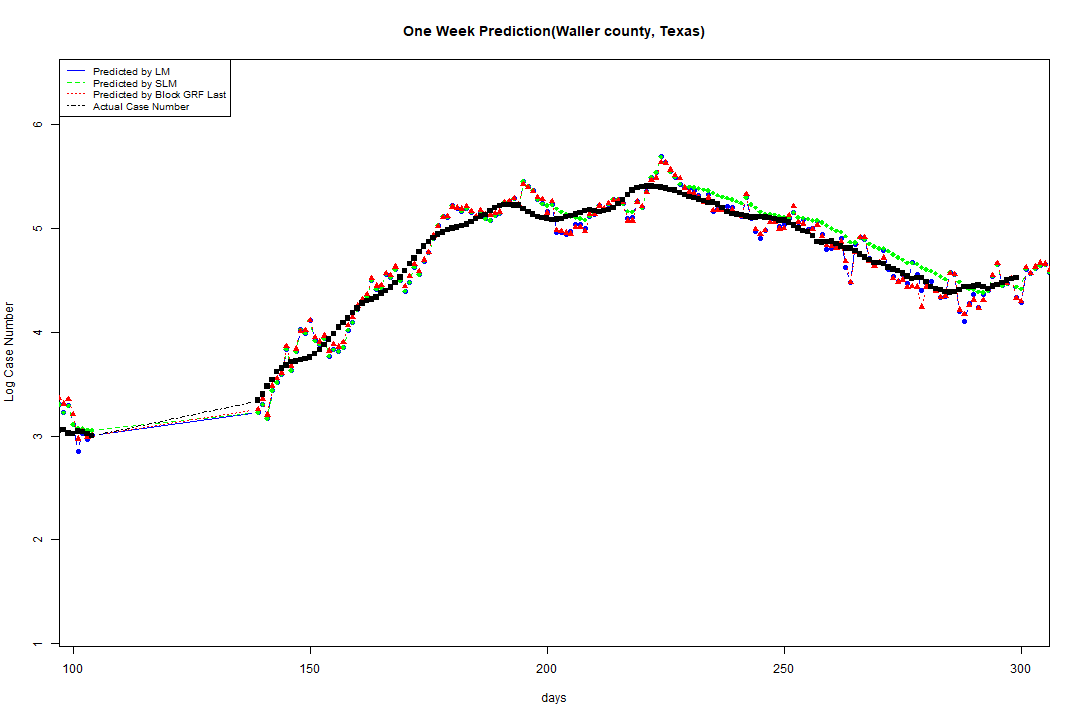 One Week Prediction(Waller county, Texas)
Predicted by LM
Predicted by SLM
Predicted by Block GRF Last
Actual Case Number
6
5
4
3
2
1
Log Case Number
100 150 200 250 300
days